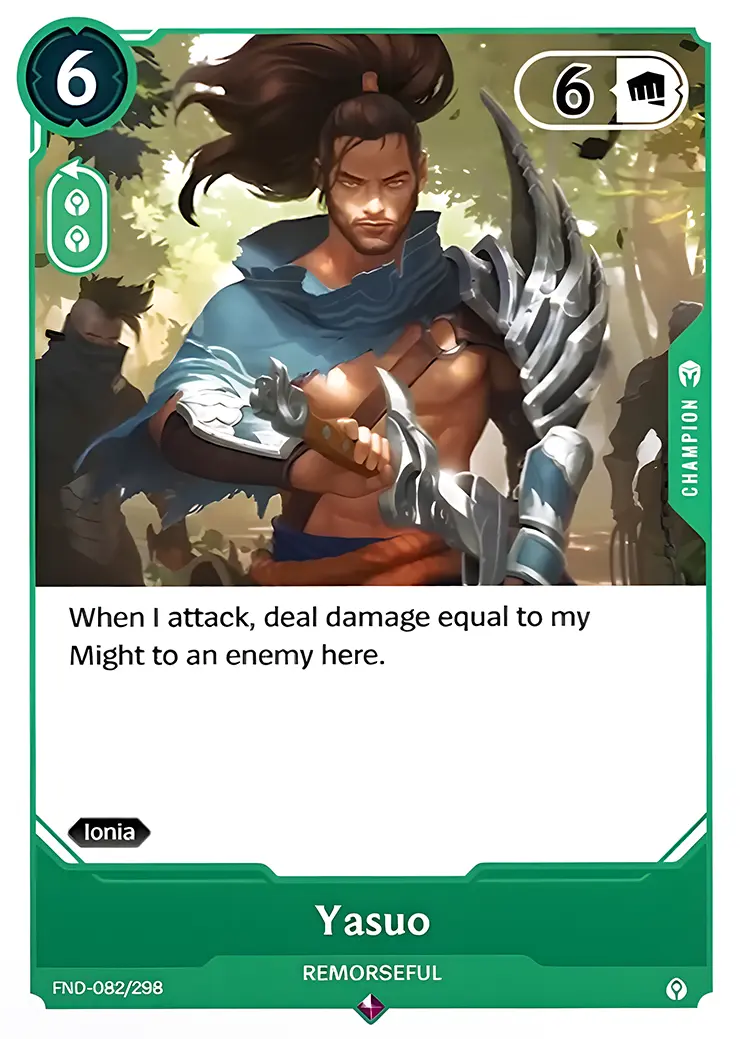 6
6
CHAMPION
When I attack, deal damage equal to my
Might to an enemy here.
Ionia
Yasuo
REMORSEFUL
FND-082/298